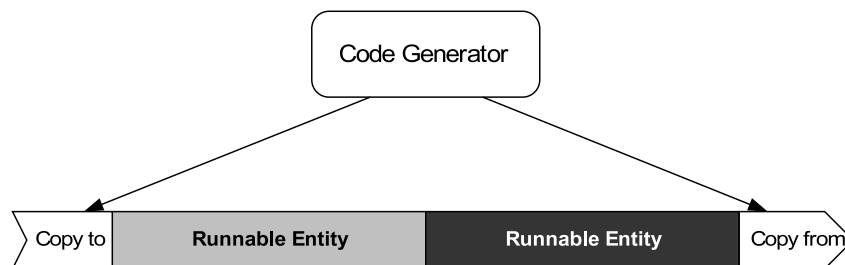 Code Generator
Copy to
Runnable Entity
Runnable Entity
Copy from